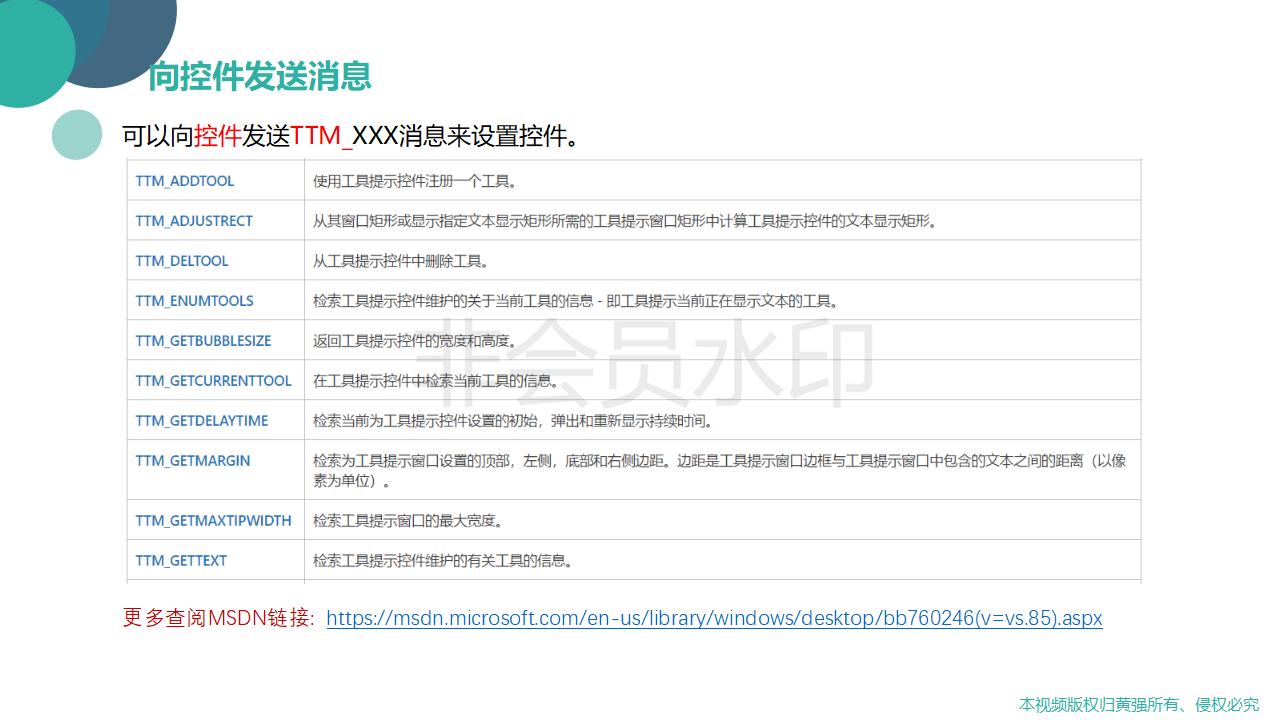 向控件发送消息
可以向控件发送TTM_XXX消息来设置控件。
TTM_ADDTOOL 使用工具提示控件注册一个工具。
TTM_ADJUSTRECT 从其窗口矩形或显示指定文本显示矩形所需的工具提示窗口矩形中计算工具提示控件的文本显示矩形。
TTM_DELTOOL 从工具提示控件中删除工具。
TTM_ENUMTOOLS 检索工具提示控件维护的关于当前工具的信息 - 即工具提示当前正在显示文本的工具。
TTM_GETBUBBLESIZE 返回工具提示控件的宽度和高度。
非会员水印
TTM_GETCURRENTTOOL 在工具提示控件中检索当前工具的信息。
TTM_GETDELAYTIME 检索当前为工具提示控件设置的初始，弹出和重新显示持续时间。
TTM_GETMARGIN 检索为工具提示窗口设置的顶部，左侧，底部和右侧边距。边距是工具提示窗口边框与工具提示窗口中包含的文本之间的距离（以像
素为单位）。
TTM_GETMAXTIPWIDTH 检索工具提示窗口的最大宽度。
TTM_GETTEXT 检索工具提示控件维护的有关工具的信息。
更多查阅MSDN链接: https://msdn.microsoft.com/en-us/library/windows/desktop/bb760246(v=vs.85).aspx
本视频版权归黄强所有、侵权必究